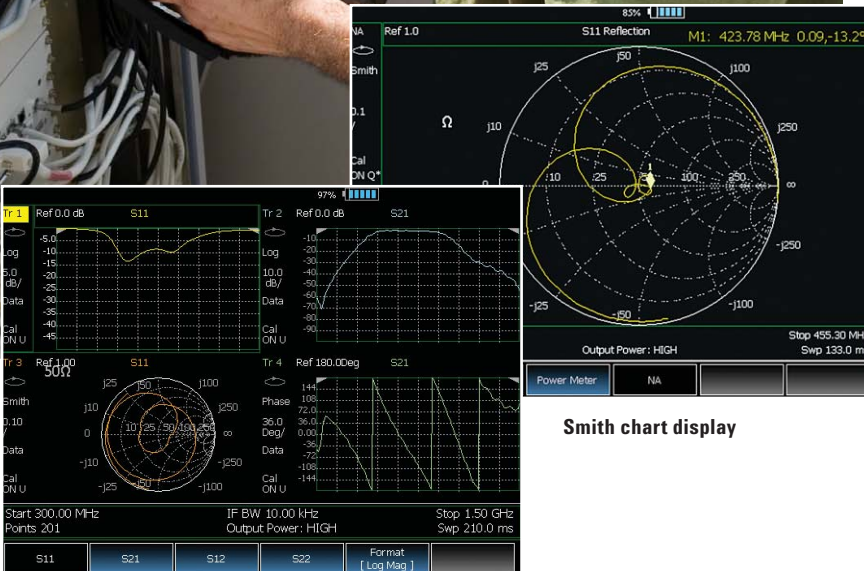 85%
NA Ref 1.0 S11 Reflection M1: 423.78 MHz 0.09,-13.2°
Smith
Cal
ON Q*
Ω
j10 j25 j50 j100 j250
0 10 25 100 250 ∞
-j25 -j50 -j100 -j250
Stop 455.30 MH
Output Power: HIGH Swp 133.0 m
Power Meter NA
Smith chart display
97%
Tr 1 Ref 0.0 dB S11
Log
5.0
dB/
Data
Cal
ON U
-5.0
-10
-15
-20
-25
-30
-35
-40
-45
Tr 2 Ref 0.0 dB S21
Log
10.0
dB/
Data
Cal
ON U
-10
-20
-30
-40
-50
-60
-70
-80
-90
Tr 3 Ref 1.00 S11
50Ω
Smith
0.10
/
Data
Cal
ON U
j10 j25 j50 j100 j250
0 10 25 50 100 250 ∞
-j10 -j25 -j50 -j100 -j250
Tr 4 Ref 180.0Deg S21
Phase
36.0
Deg/
Data
Cal
ON U
144
108
72.0
36.0
0.00
-36
-72
-108
-144
Start 300.00 MHz IF BW 10.00 kHz Stop 1.50 GHz
Points 201 Output Power: HIGH Swp 210.0 ms
S11 S21 S12 S22 Format
[Log Mag]